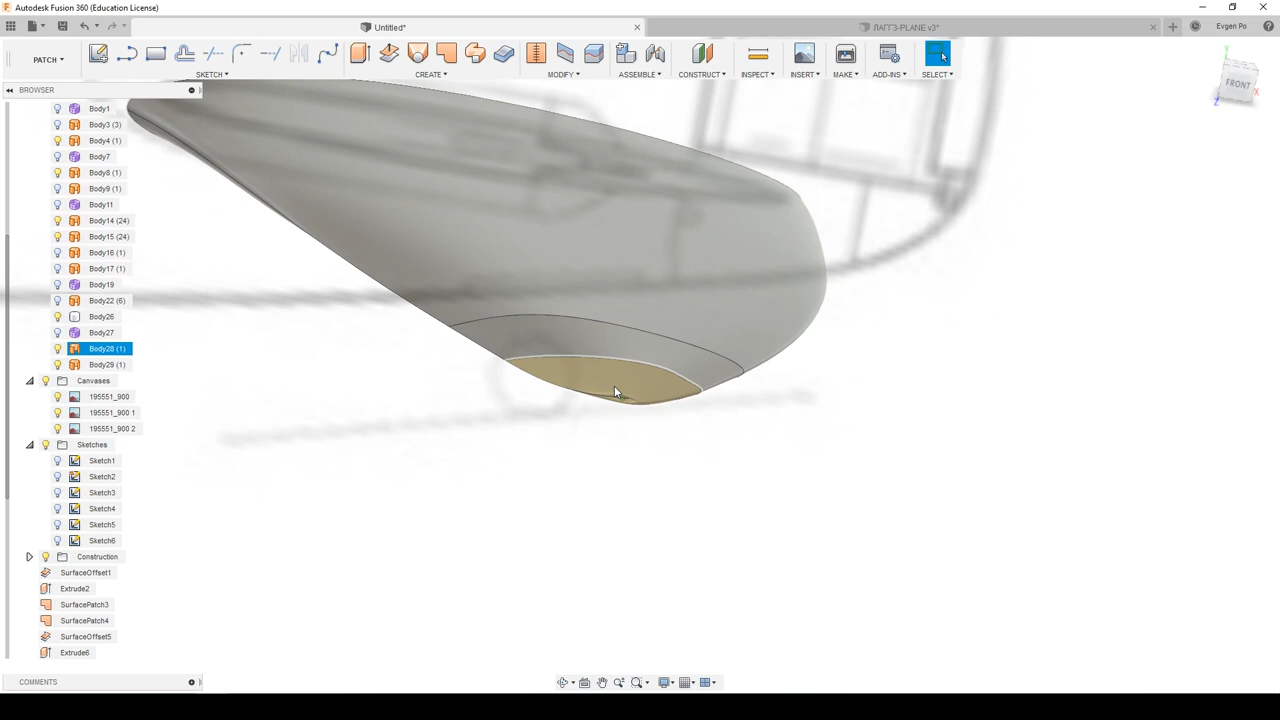 Autodesk Fusion 360 (Education License)
Untitled*
ЛАГГ3-PLANE v3*
Evgen Po
PATCH
SKETCH
CREATE
MODIFY
ASSEMBLE
CONSTRUCT
INSPECT
INSERT
MAKE
ADD-INS
SELECT
BROWSER
FRONT
Y
X
Z
Body1
Body3 (3)
Body4 (1)
Body7
Body8 (1)
Body9 (1)
Body11
Body14 (24)
Body15 (24)
Body16 (1)
Body17 (1)
Body19
Body22 (6)
Body26
Body27
Body28 (1)
Body29 (1)
Canvases
195551_900
195551_900 1
195551_900 2
Sketches
Sketch1
Sketch2
Sketch3
Sketch4
Sketch5
Sketch6
Construction
SurfaceOffset1
Extrude2
SurfacePatch3
SurfacePatch4
SurfaceOffset5
Extrude6
COMMENTS